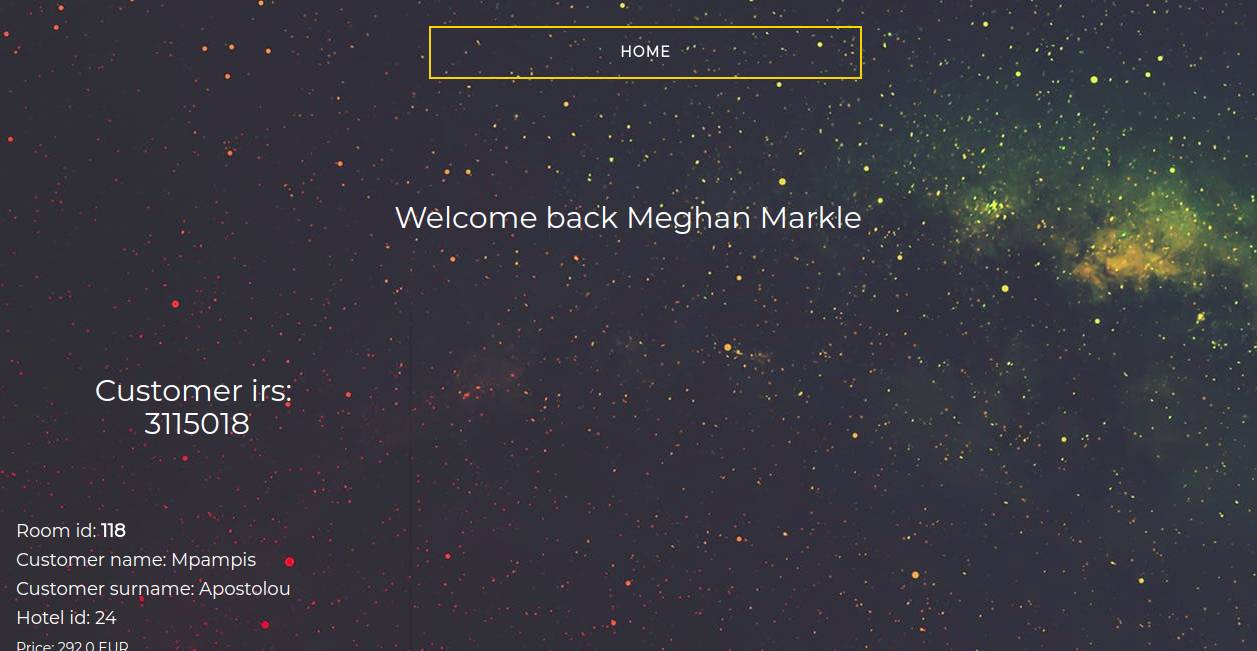 HOME
Welcome back Meghan Markle
Customer irs:
3115018
Room id: 118
Customer name: Mpampis
Customer surname: Apostolou
Hotel id: 24
Price: 292.0 EUR